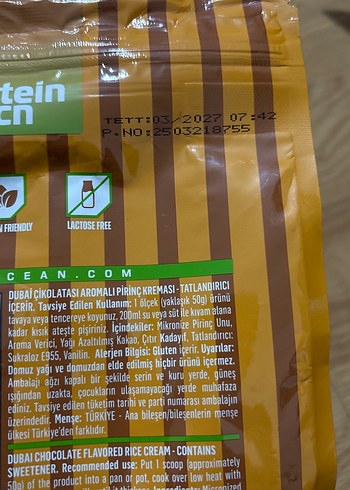 tein
cn
TETT:03/2027 07:42
P.NO:2503218755
N FRIENDLY
LACTOSE FREE
CEAN.COM
DUBAİ ÇİKOLATASI AROMALI PİRİNÇ KREMASI - TATLANDIRICI
İÇERİR. Tavsiye Edilen Kullanım: 1 ölçek (yaklaşık 50g) ürünü
tavaya veya tencereye koyunuz, 200ml su veya süt ile kıvam alana
kadar kısık ateşte pişiriniz. İçindekiler: Mikronize Pirinç Unu,
Aroma Verici, Yağı Azaltılmış Kakao, Çıtır Kadayıf, Tatlandırıcı:
Sukraloz E955, Vanilin. Alerjen Bilgisi: Gluten içerir. Uyarılar:
Domuz yağı ve domuzdan elde edilmiş hiçbir ürünü içermez.
Ambalajı ağzı kapalı bir şekilde serin ve kuru yerde, güneş
ışığından uzakta, çocukların ulaşamayacağı yerde muhafaza
ediniz. Tavsiye edilen tüketim tarihi ve parti numarası ambalajın
üzerindedir. Menşe: TÜRKİYE - Ana bileşen/bileşenlerin menşe
ülkesi Türkiye'den farklıdır.
DUBAI CHOCOLATE FLAVORED RICE CREAM - CONTAINS
SWEETENER. Recommended use: Put 1 scoop (approximately
50g) of the product into a pan or pot, cook over low heat with